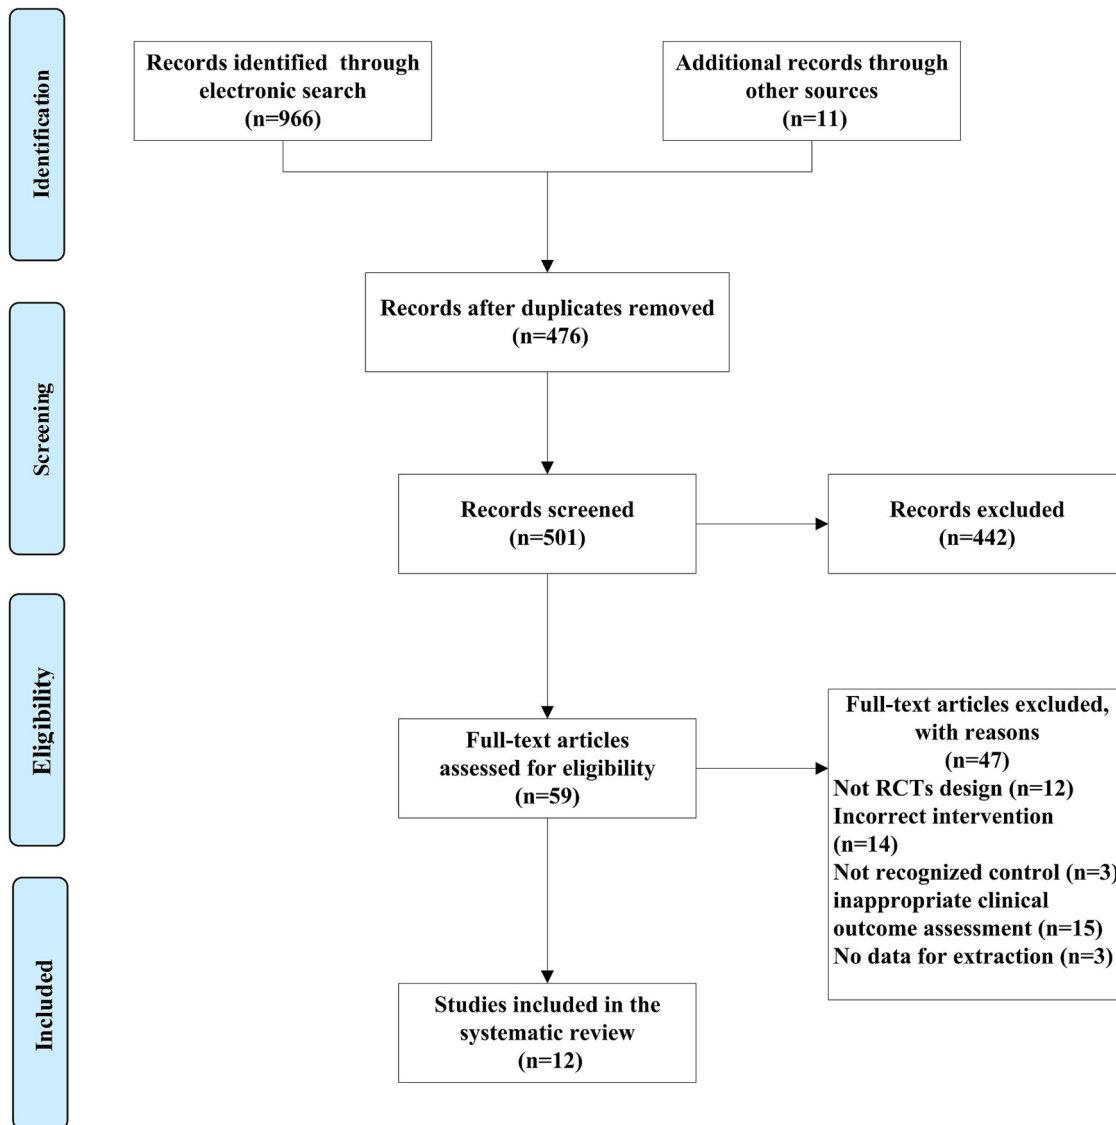 Identification
Records identified through
electronic search
(n=966)
Additional records through
other sources
(n=11)
Records after duplicates removed
(n=476)
Screening
Records screened
(n=501)
Records excluded
(n=442)
Eligibility
Full-text articles
assessed for eligibility
(n=59)
Full-text articles excluded,
with reasons
(n=47)
Not RCTs design (n=12)
Incorrect intervention
(n=14)
Not recognized control (n=3)
inappropriate clinical
outcome assessment (n=15)
No data for extraction (n=3)
Included
Studies included in the
systematic review
(n=12)